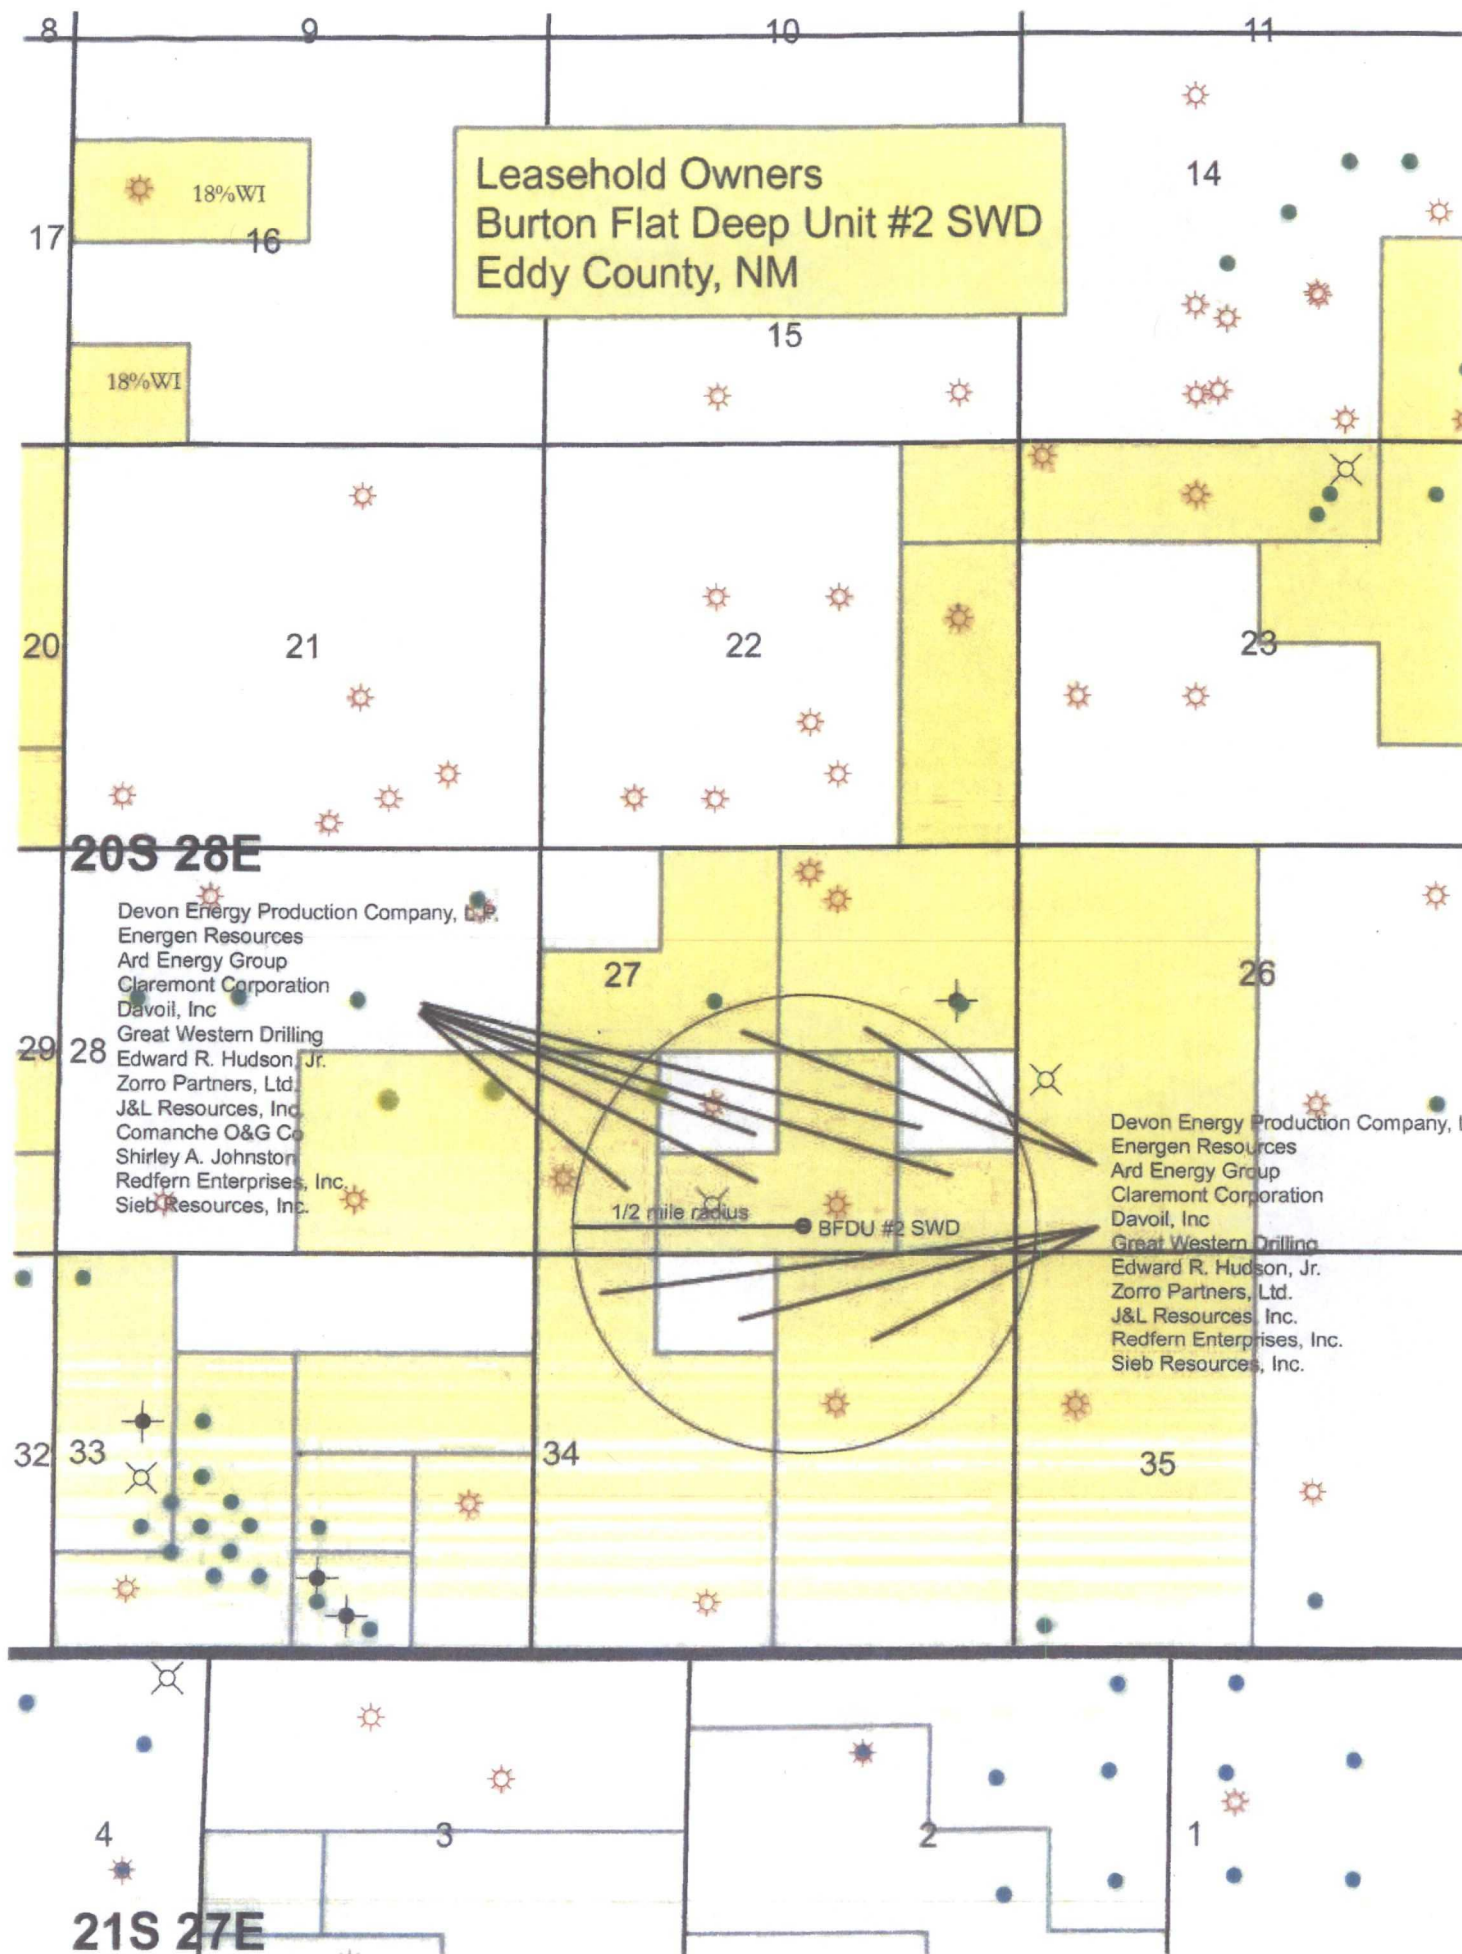 8
9
10
11
Leasehold Owners
Burton Flat Deep Unit #2 SWD
Eddy County, NM
14
18%WI
17
16
15
18%WI
20
21
22
23
20S 28E
Devon Energy Production Company, L.P.
Energen Resources
Ard Energy Group
Claremont Corporation
Davoil, Inc
Great Western Drilling
Edward R. Hudson, Jr.
Zorro Partners, Ltd.
J&L Resources, Inc.
Comanche O&G Co
Shirley A. Johnston
Redfern Enterprises, Inc.
Sieb Resources, Inc.
27
26
29
28
Devon Energy Production Company, L
Energen Resources
Ard Energy Group
Claremont Corporation
Davoil, Inc
Great Western Drilling
Edward R. Hudson, Jr.
Zorro Partners, Ltd.
J&L Resources, Inc.
Redfern Enterprises, Inc.
Sieb Resources, Inc.
1/2 mile radius
BFDU #2 SWD
32
33
34
35
4
3
2
1
21S 27E